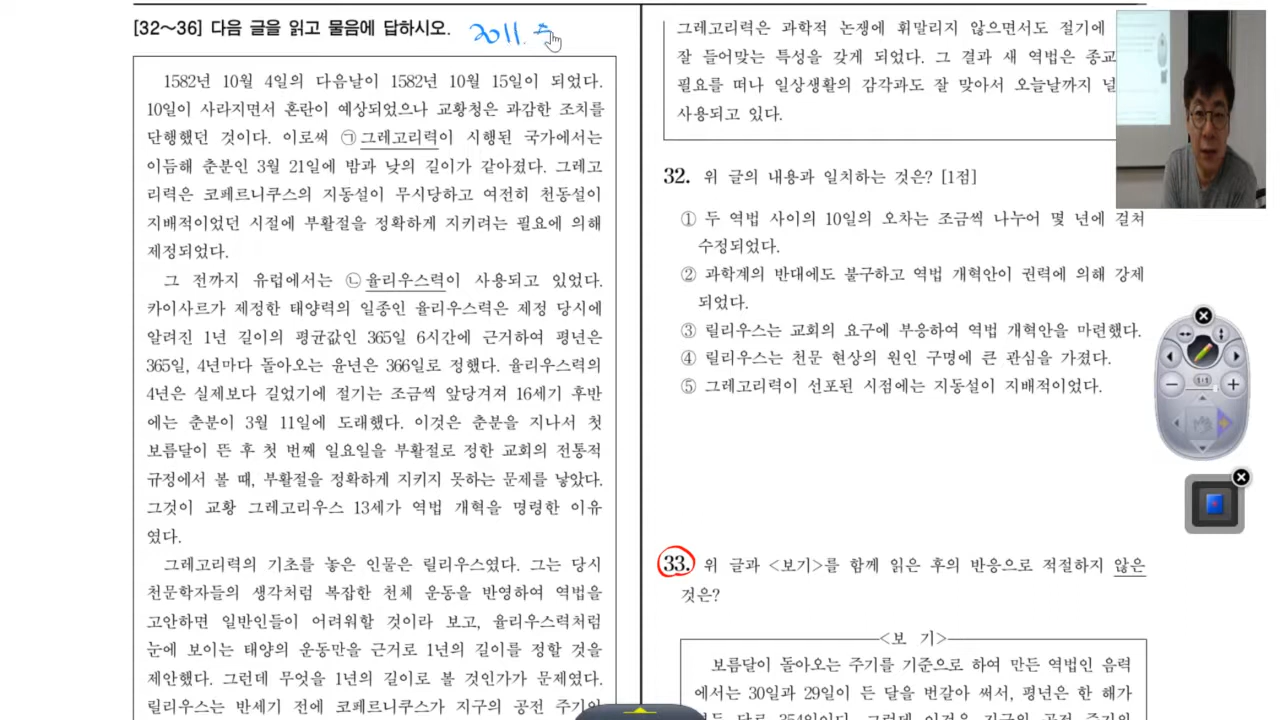 [32~36] 다음 글을 읽고 물음에 답하시오.
2011.
1582년 10월 4일의 다음날이 1582년 10월 15일이 되었다.
10일이 사라지면서 혼란이 예상되었으나 교황청은 과감한 조치를
단행했던 것이다. 이로써 ㉠그레고리력이 시행된 국가에서는
이듬해 춘분인 3월 21일에 밤과 낮의 길이가 같아졌다. 그레고
리력은 코페르니쿠스의 지동설이 무시당하고 여전히 천동설이
지배적이었던 시절에 부활절을 정확하게 지키려는 필요에 의해
제정되었다.
그 전까지 유럽에서는 ㉡율리우스력이 사용되고 있었다.
카이사르가 제정한 태양력의 일종인 율리우스력은 제정 당시에
알려진 1년 길이의 평균값인 365일 6시간에 근거하여 평년은
365일, 4년마다 돌아오는 윤년은 366일로 정했다. 율리우스력의
4년은 실제보다 길었기에 절기는 조금씩 앞당겨져 16세기 후반
에는 춘분이 3월 11일에 도래했다. 이것은 춘분을 지나서 첫
보름달이 뜬 후 첫 번째 일요일을 부활절로 정한 교회의 전통적
규정에서 볼 때, 부활절을 정확하게 지키지 못하는 문제를 낳았다.
그것이 교황 그레고리우스 13세가 역법 개혁을 명령한 이유
였다.
그레고리력의 기초를 놓은 인물은 릴리우스였다. 그는 당시
천문학자들의 생각처럼 복잡한 천체 운동을 반영하여 역법을
고안하면 일반인들이 어려워할 것이라 보고, 율리우스력처럼
눈에 보이는 태양의 운동만을 근거로 1년의 길이를 정할 것을
제안했다. 그런데 무엇을 1년의 길이로 볼 것인가가 문제였다.
릴리우스는 반세기 전에 코페르니쿠스가 지구의 공전 주기인
그레고리력은 과학적 논쟁에 휘말리지 않으면서도 절기에
잘 들어맞는 특성을 갖게 되었다. 그 결과 새 역법은 종교
필요를 떠나 일상생활의 감각과도 잘 맞아서 오늘날까지 널
사용되고 있다.
32. 위 글의 내용과 일치하는 것은? [1점]
① 두 역법 사이의 10일의 오차는 조금씩 나누어 몇 년에 걸쳐
수정되었다.
② 과학계의 반대에도 불구하고 역법 개혁안이 권력에 의해 강제
되었다.
③ 릴리우스는 교회의 요구에 부응하여 역법 개혁안을 마련했다.
④ 릴리우스는 천문 현상의 원인 구명에 큰 관심을 가졌다.
⑤ 그레고리력이 선포된 시점에는 지동설이 지배적이었다.
33. 위 글과 <보기>를 함께 읽은 후의 반응으로 적절하지 않은
것은?
<보 기>
보름달이 돌아오는 주기를 기준으로 하여 만든 역법인 음력
에서는 30일과 29일이 든 달을 번갈아 써서, 평년은 한 해가
1:1